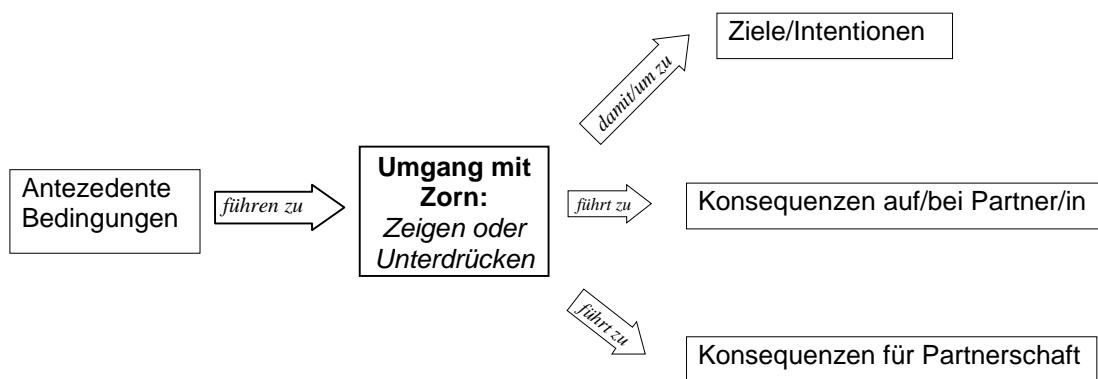 Ziele/Intentionen
damit/um zu
Antezedente
Bedingungen
führen zu
Umgang mit
Zorn:
Zeigen oder
Unterdrücken
führt zu
Konsequenzen auf/bei Partner/in
führt zu
Konsequenzen für Partnerschaft